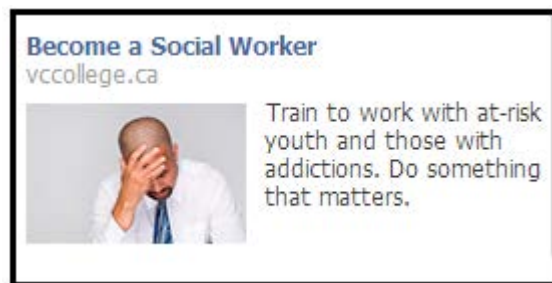 Become a Social Worker
vccollege.ca
Train to work with at-risk
youth and those with
addictions. Do something
that matters.